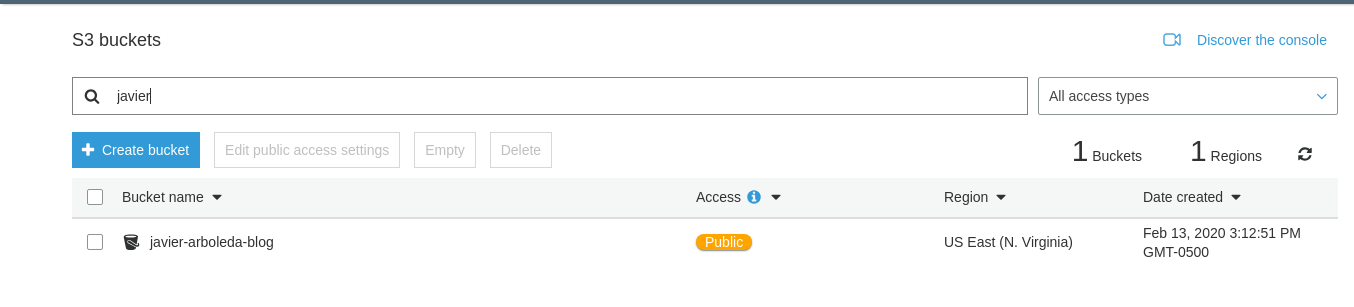 S3 buckets
Discover the console
javier
All access types
Create bucket
Edit public access settings
Empty
Delete
1 Buckets
1 Regions
Bucket name
Access
Region
Date created
javier-arboleda-blog
Public
US East (N. Virginia)
Feb 13, 2020 3:12:51 PM
GMT-0500